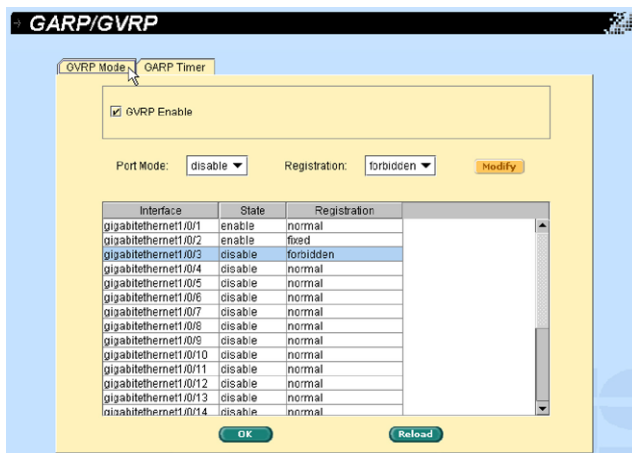 GARP/GVRP
GVRP Mode GARP Timer
GVRP Enable
Port Mode: disable Registration: forbidden Modify
Interface State Registration
gigabitethernet1/0/1 enable normal
gigabitethernet1/0/2 enable fixed
gigabitethernet1/0/3 disable forbidden
gigabitethernet1/0/4 disable normal
gigabitethernet1/0/5 disable normal
gigabitethernet1/0/6 disable normal
gigabitethernet1/0/7 disable normal
gigabitethernet1/0/8 disable normal
gigabitethernet1/0/9 disable normal
gigabitethernet1/0/10 disable normal
gigabitethernet1/0/11 disable normal
gigabitethernet1/0/12 disable normal
gigabitethernet1/0/13 disable normal
gigabitethernet1/0/14 disable normal
OK Reload